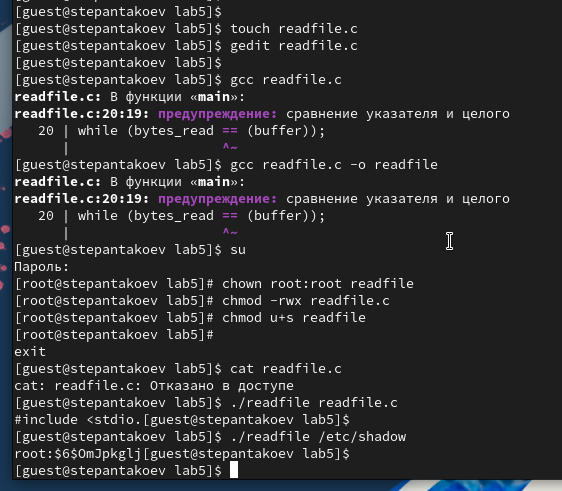 [guest@stepantakoev lab5]$
[guest@stepantakoev lab5]$ touch readfile.c
[guest@stepantakoev lab5]$ gedit readfile.c
[guest@stepantakoev lab5]$
[guest@stepantakoev lab5]$ gcc readfile.c
readfile.c: В функции «main»:
readfile.c:20:19: предупреждение: сравнение указателя и целого
   20 | while (bytes_read == (buffer));
      |                   ^~
[guest@stepantakoev lab5]$ gcc readfile.c -o readfile
readfile.c: В функции «main»:
readfile.c:20:19: предупреждение: сравнение указателя и целого
   20 | while (bytes_read == (buffer));
      |                   ^~
[guest@stepantakoev lab5]$ su
Пароль:
[root@stepantakoev lab5]# chown root:root readfile
[root@stepantakoev lab5]# chmod -rwx readfile.c
[root@stepantakoev lab5]# chmod u+s readfile
[root@stepantakoev lab5]#
exit
[guest@stepantakoev lab5]$ cat readfile.c
cat: readfile.c: Отказано в доступе
[guest@stepantakoev lab5]$ ./readfile readfile.c
#include <stdio.[guest@stepantakoev lab5]$
[guest@stepantakoev lab5]$ ./readfile /etc/shadow
root:$6$OmJpkglj[guest@stepantakoev lab5]$
[guest@stepantakoev lab5]$